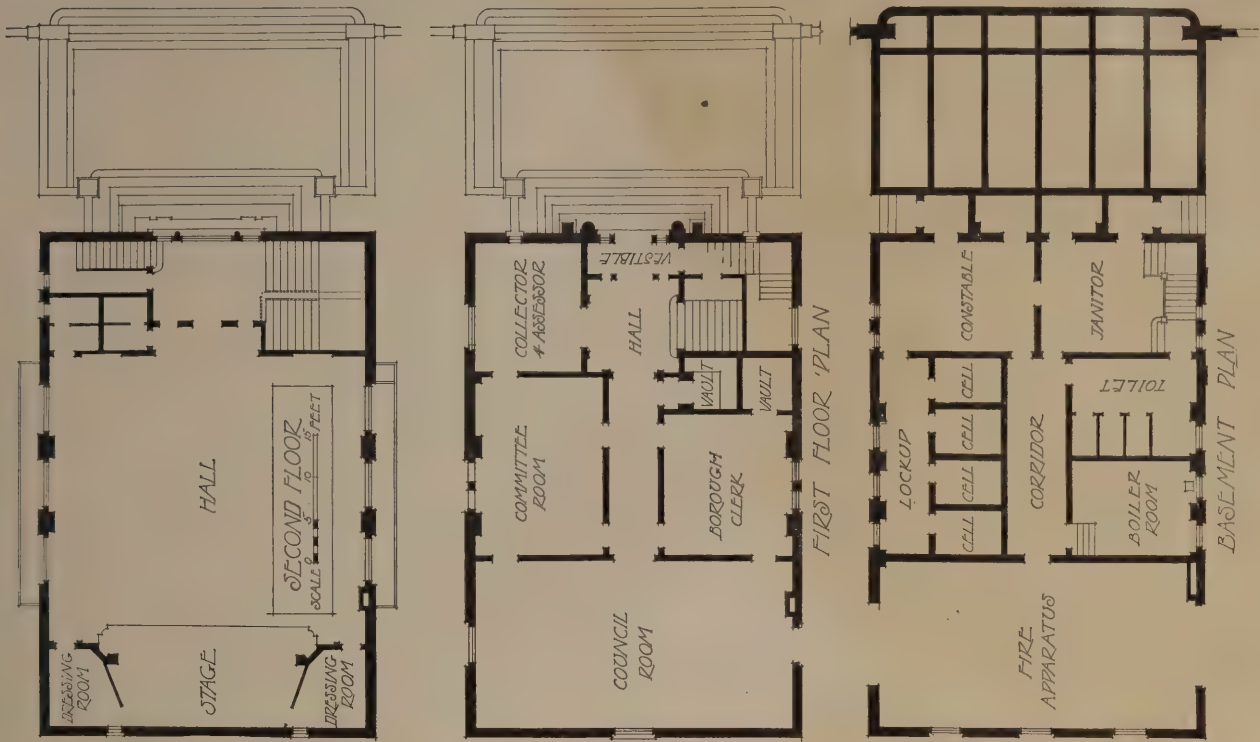 HALL
SECOND FLOOR
SCALE 0 5 10 15 FEET
DRESSING
ROOM
STAGE
DRESSING
ROOM
VESTIBLE
COLLECTOR
& ASSESSOR
HALL
VAULT
VAULT
COMMITTEE
ROOM
BOROUGH
CLERK
COUNCIL
ROOM
FIRST FLOOR PLAN
CONSTABLE
JANITOR
TOILET
LOCKUP
CELL
CELL
CELL
CELL
CORRIDOR
BOILER
ROOM
FIRE
APPARATUS
BASEMENT PLAN